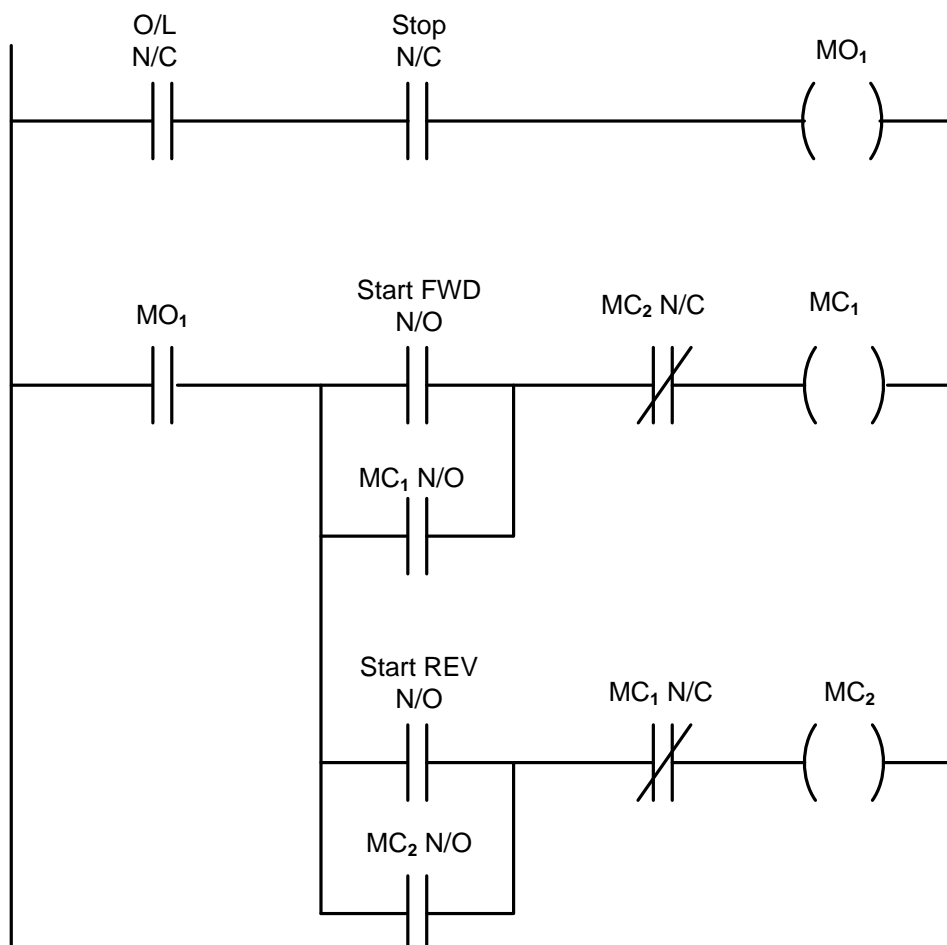 O/L
N/C
Stop
N/C
MO₁
MO₁
Start FWD
N/O
MC₂ N/C
MC₁
MC₁ N/O
Start REV
N/O
MC₁ N/C
MC₂
MC₂ N/O